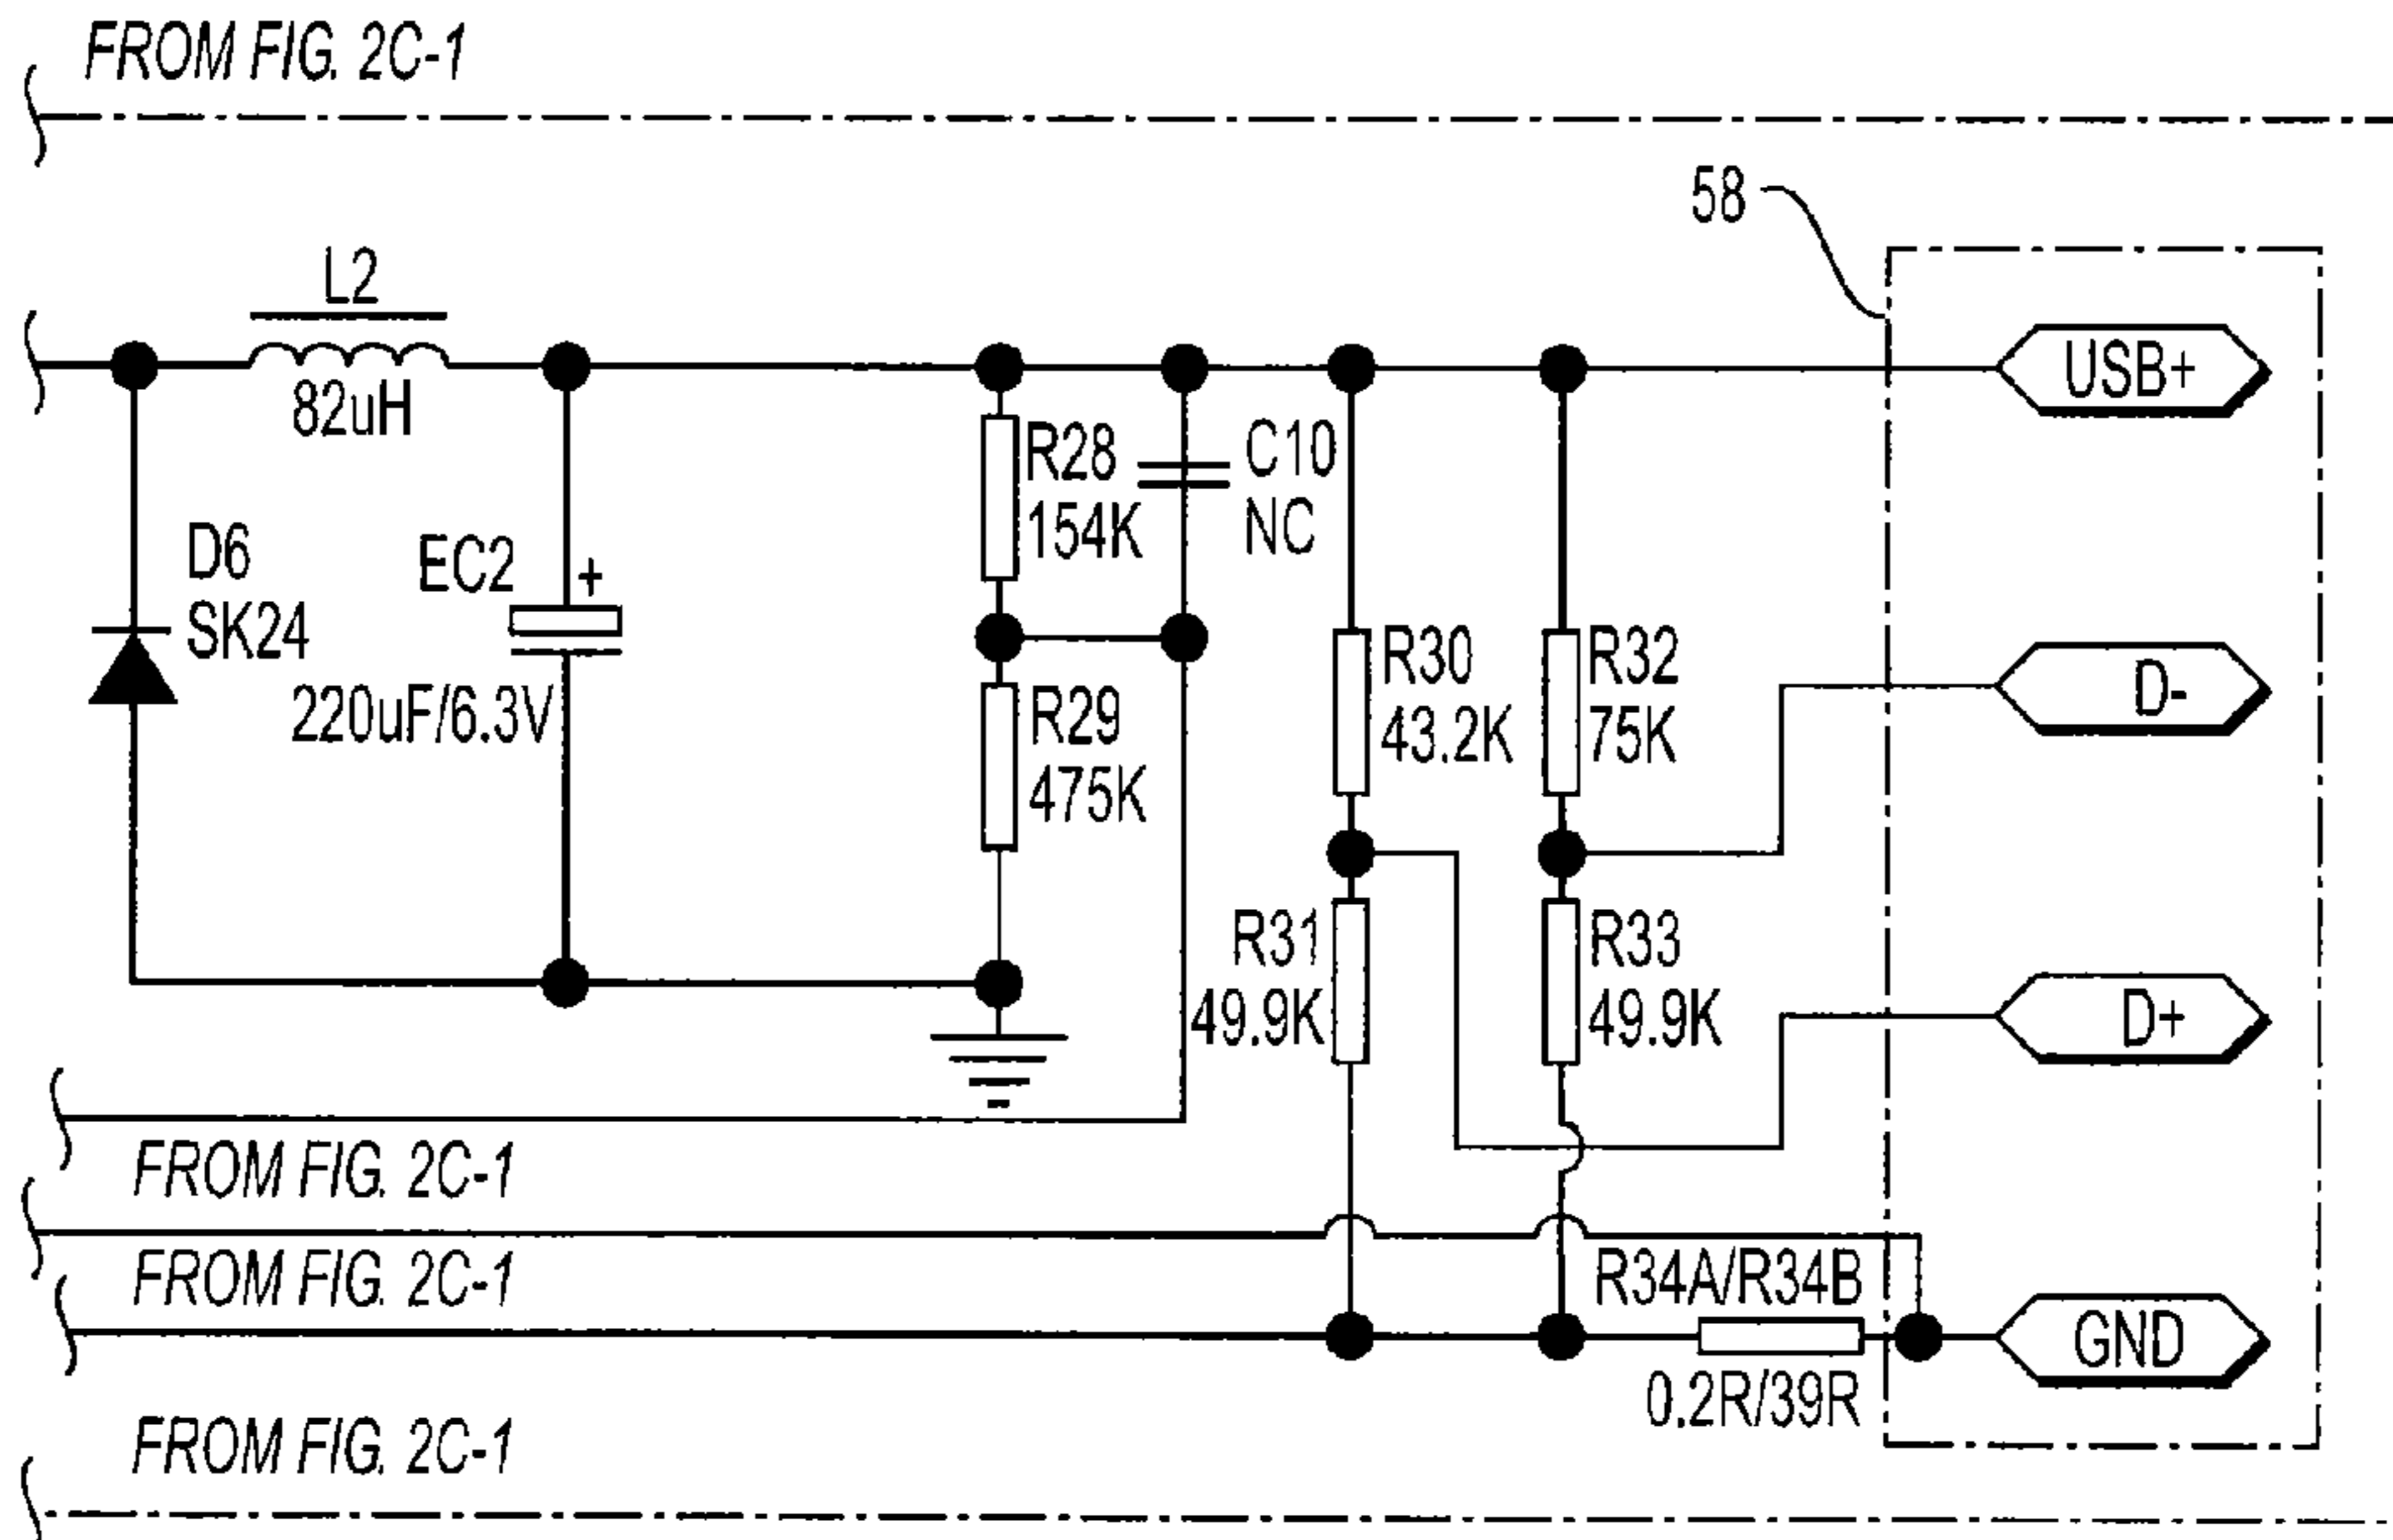 FROM FIG. 2C-1
58
L2
82uH
USB+
R28
154K
C10
NC
D6
SK24
EC2
+
220uF/6.3V
R29
475K
R30
43.2K
R32
75K
D-
R31
49.9K
R33
49.9K
D+
FROM FIG. 2C-1
FROM FIG. 2C-1
R34A/R34B
0.2R/39R
GND
FROM FIG. 2C-1